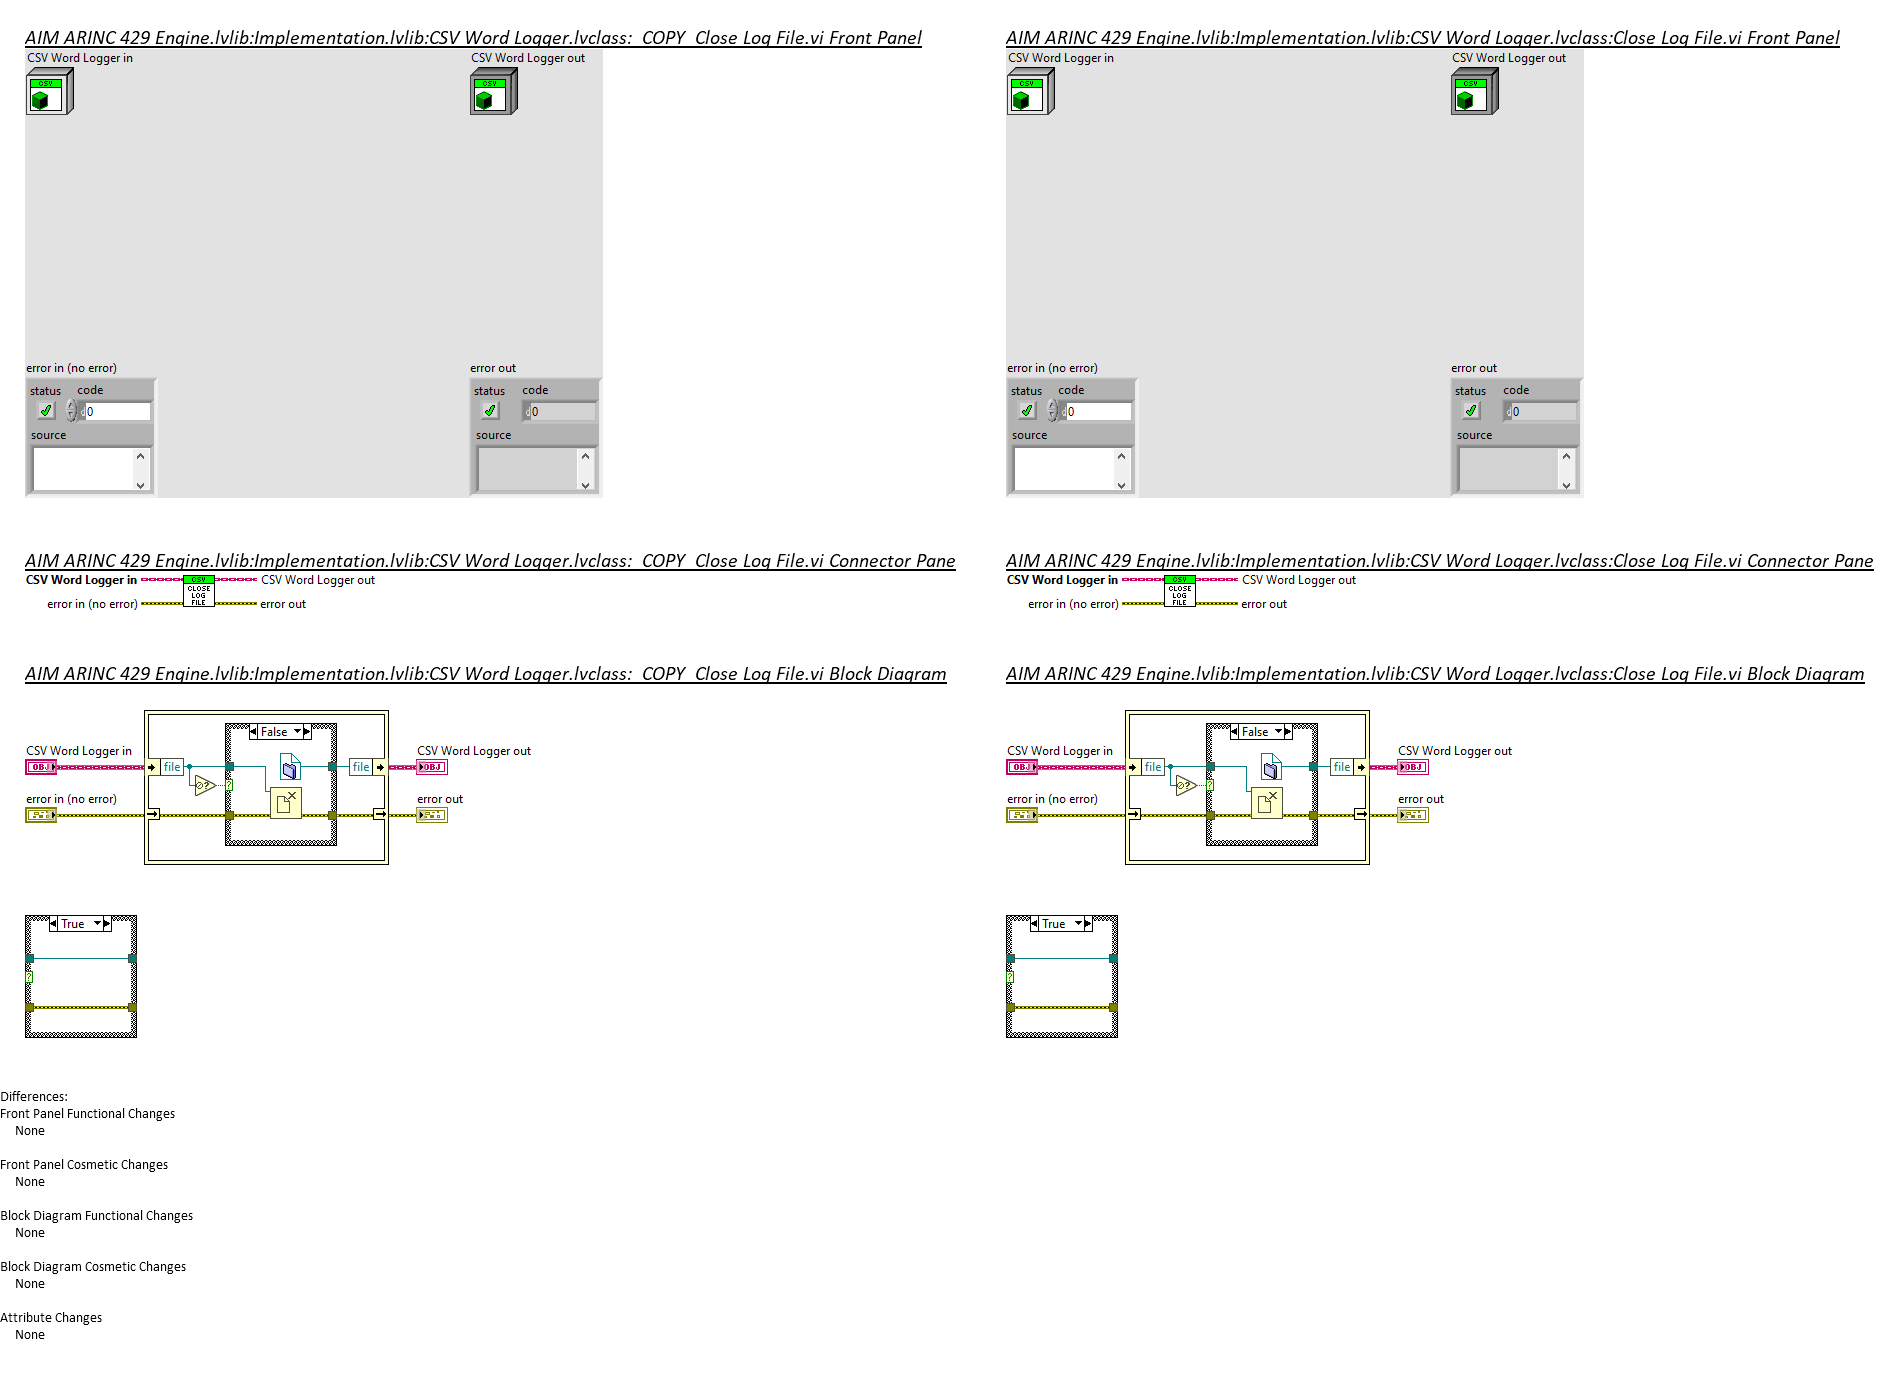 AIM ARINC 429 Engine.lvlib:Implementation.lvlib:CSV Word Logger.lvclass:  COPY  Close Log File.vi Front Panel
CSV Word Logger in
CSV Word Logger out
CSV
CSV
error in (no error)
error out
status code
status code
d0
d0
source
source
AIM ARINC 429 Engine.lvlib:Implementation.lvlib:CSV Word Logger.lvclass:  COPY  Close Log File.vi Connector Pane
CSV Word Logger in
CSV
CLOSE
LOG
FILE
CSV Word Logger out
error in (no error)
error out
AIM ARINC 429 Engine.lvlib:Implementation.lvlib:CSV Word Logger.lvclass:  COPY  Close Log File.vi Block Diagram
False
CSV Word Logger in
CSV Word Logger out
OBJ
file
?
?
file
OBJ
error in (no error)
error out
True
?
AIM ARINC 429 Engine.lvlib:Implementation.lvlib:CSV Word Logger.lvclass:Close Log File.vi Front Panel
CSV Word Logger in
CSV Word Logger out
CSV
CSV
error in (no error)
error out
status code
status code
d0
d0
source
source
AIM ARINC 429 Engine.lvlib:Implementation.lvlib:CSV Word Logger.lvclass:Close Log File.vi Connector Pane
CSV Word Logger in
CSV
CLOSE
LOG
FILE
CSV Word Logger out
error in (no error)
error out
AIM ARINC 429 Engine.lvlib:Implementation.lvlib:CSV Word Logger.lvclass:Close Log File.vi Block Diagram
False
CSV Word Logger in
CSV Word Logger out
OBJ
file
?
?
file
OBJ
error in (no error)
error out
True
?
Differences:
Front Panel Functional Changes
None
Front Panel Cosmetic Changes
None
Block Diagram Functional Changes
None
Block Diagram Cosmetic Changes
None
Attribute Changes
None